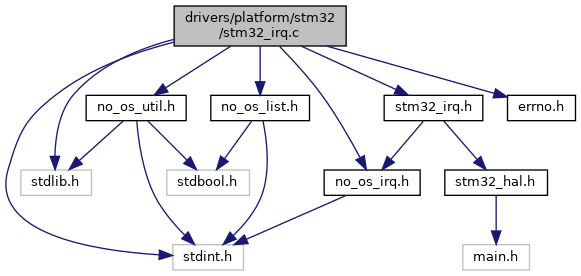 drivers/platform/stm32
/stm32_irq.c
no_os_util.h
no_os_list.h
stm32_irq.h
errno.h
stdlib.h
stdbool.h
no_os_irq.h
stm32_hal.h
stdint.h
main.h